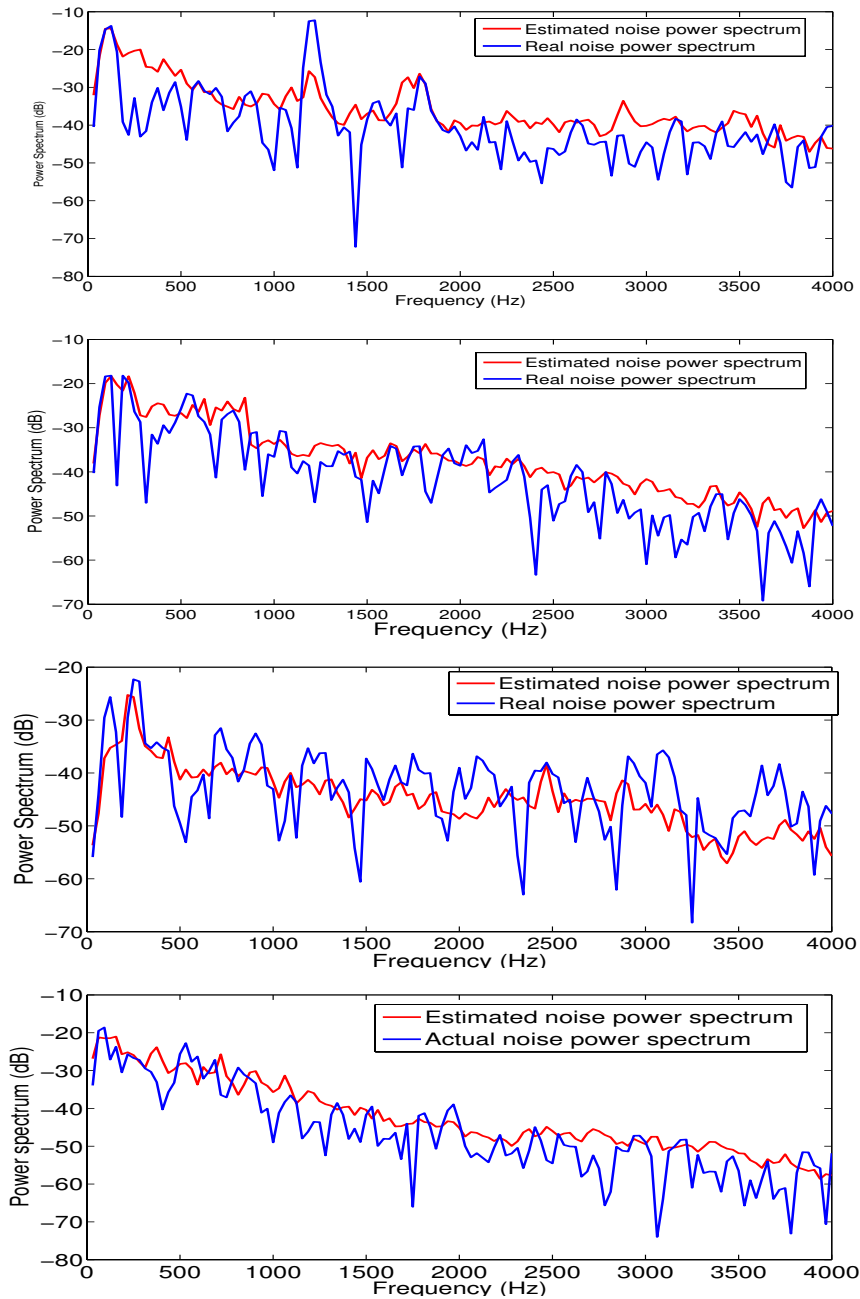 −10
Estimated noise power spectrum
Real noise power spectrum
−20
−30
−40
−50
−60
−70
−80
Power Spectrum (dB)
0 500 1000 1500 2000 2500 3000 3500 4000
Frequency (Hz)
−10
Estimated noise power spectrum
Real noise power spectrum
−20
−30
−40
−50
−60
−70
Power Spectrum (dB)
0 500 1000 1500 2000 2500 3000 3500 4000
Frequency (Hz)
−20
Estimated noise power spectrum
Real noise power spectrum
−30
−40
−50
−60
−70
Power Spectrum (dB)
0 500 1000 1500 2000 2500 3000 3500 4000
Frequency (Hz)
−10
Estimated noise power spectrum
Actual noise power spectrum
−20
−30
−40
−50
−60
−70
−80
Power spectrum (dB)
0 500 1000 1500 2000 2500 3000 3500 4000
Frequency (Hz)